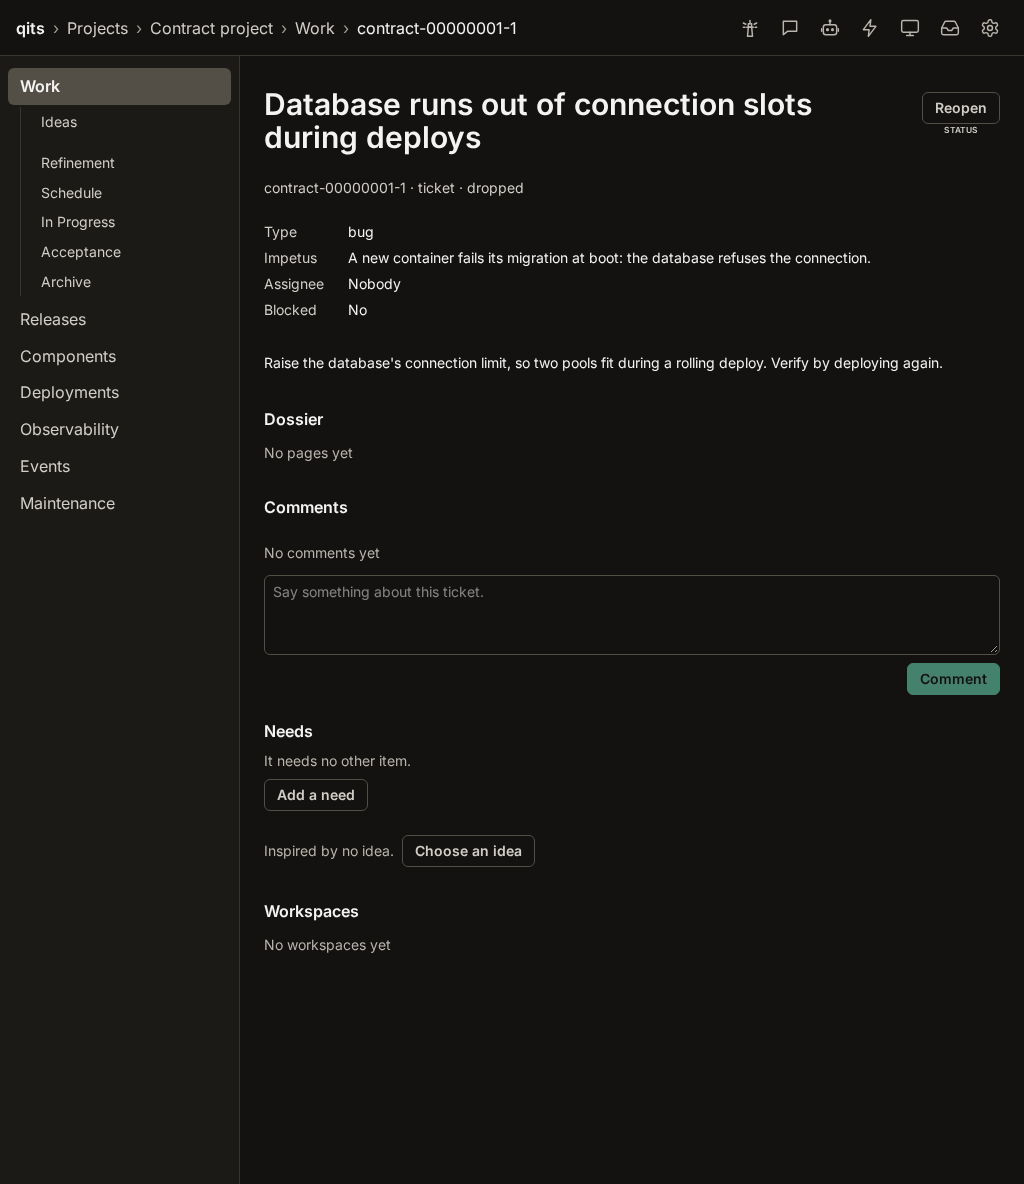 qits › Projects › Contract project › Work › contract-00000001-1
Work
Ideas
Refinement
Schedule
In Progress
Acceptance
Archive
Releases
Components
Deployments
Observability
Events
Maintenance
Database runs out of connection slots
during deploys
Reopen
STATUS
contract-00000001-1 · ticket · dropped
Type bug
Impetus A new container fails its migration at boot: the database refuses the connection.
Assignee Nobody
Blocked No
Raise the database's connection limit, so two pools fit during a rolling deploy. Verify by deploying again.
Dossier
No pages yet
Comments
No comments yet
Say something about this ticket.
Comment
Needs
It needs no other item.
Add a need
Inspired by no idea. Choose an idea
Workspaces
No workspaces yet